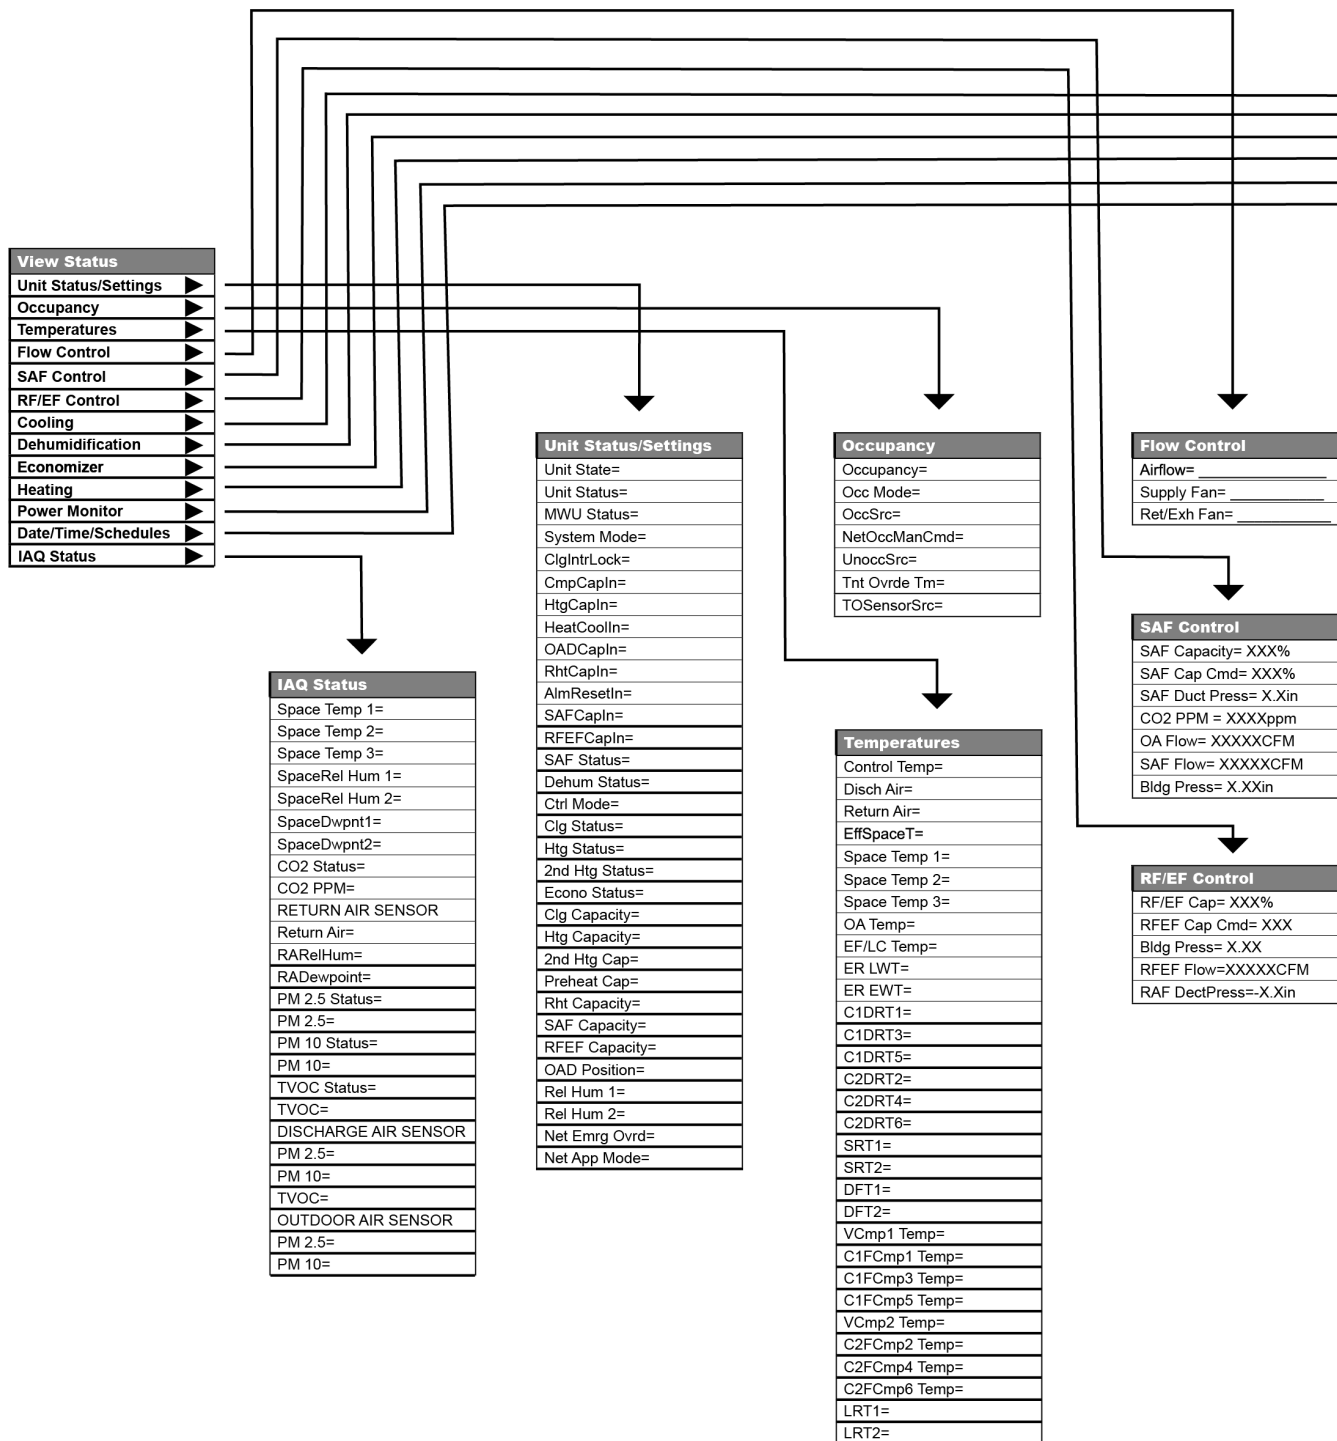 View Status
Unit Status/Settings
Occupancy
Temperatures
Flow Control
SAF Control
RF/EF Control
Cooling
Dehumidification
Economizer
Heating
Power Monitor
Date/Time/Schedules
IAQ Status
IAQ Status
Space Temp 1=
Space Temp 2=
Space Temp 3=
SpaceRel Hum 1=
SpaceRel Hum 2=
SpaceDwpnt1=
SpaceDwpnt2=
CO2 Status=
CO2 PPM=
RETURN AIR SENSOR
Return Air=
RARelHum=
RADewpoint=
PM 2.5 Status=
PM 2.5=
PM 10 Status=
PM 10=
TVOC Status=
TVOC=
DISCHARGE AIR SENSOR
PM 2.5=
PM 10=
TVOC=
OUTDOOR AIR SENSOR
PM 2.5=
PM 10=
Unit Status/Settings
Unit State=
Unit Status=
MWU Status=
System Mode=
ClgIntrLock=
CmpCapIn=
HtgCapIn=
HeatCoolIn=
OADCapIn=
RhtCapIn=
AlmResetIn=
SAFCapIn=
RFEFCapIn=
SAF Status=
Dehum Status=
Ctrl Mode=
Clg Status=
Htg Status=
2nd Htg Status=
Econo Status=
Clg Capacity=
Htg Capacity=
2nd Htg Cap=
Preheat Cap=
Rht Capacity=
SAF Capacity=
RFEF Capacity=
OAD Position=
Rel Hum 1=
Rel Hum 2=
Net Emrg Ovrd=
Net App Mode=
Occupancy
Occupancy=
Occ Mode=
OccSrc=
NetOccManCmd=
UnoccSrc=
Tnt Ovrde Tm=
TOSensorSrc=
Temperatures
Control Temp=
Disch Air=
Return Air=
EffSpaceT=
Space Temp 1=
Space Temp 2=
Space Temp 3=
OA Temp=
EF/LC Temp=
ER LWT=
ER EWT=
C1DRT1=
C1DRT3=
C1DRT5=
C2DRT2=
C2DRT4=
C2DRT6=
SRT1=
SRT2=
DFT1=
DFT2=
VCmp1 Temp=
C1FCmp1 Temp=
C1FCmp3 Temp=
C1FCmp5 Temp=
VCmp2 Temp=
C2FCmp2 Temp=
C2FCmp4 Temp=
C2FCmp6 Temp=
LRT1=
LRT2=
Flow Control
Airflow= ______________
Supply Fan= __________
Ret/Exh Fan= __________
SAF Control
SAF Capacity= XXX%
SAF Cap Cmd= XXX%
SAF Duct Press= X.Xin
CO2 PPM = XXXXppm
OA Flow= XXXXXCFM
SAF Flow= XXXXXCFM
Bldg Press= X.XXin
RF/EF Control
RF/EF Cap= XXX%
RFEF Cap Cmd= XXX
Bldg Press= X.XX
RFEF Flow=XXXXXCFM
RAF DectPress=-X.Xin